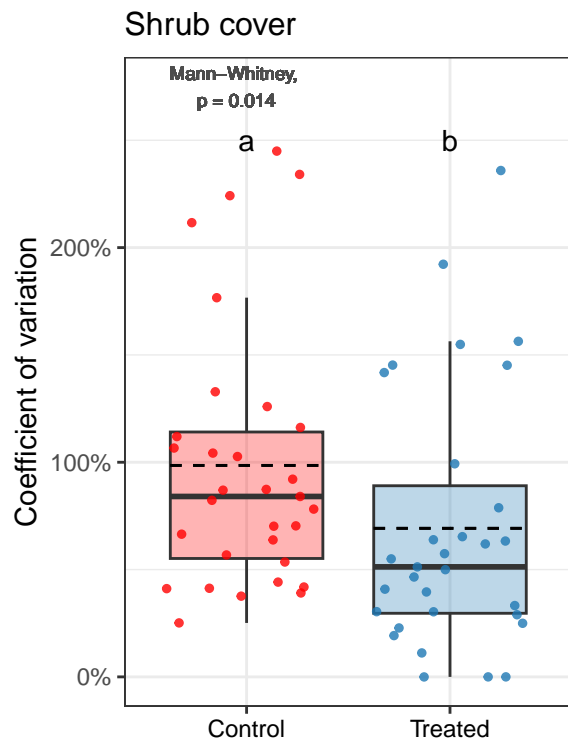 Shrub cover
Mann–Whitney,
p = 0.014
a
b
Coefficient of variation
200%
100%
0%
Control
Treated